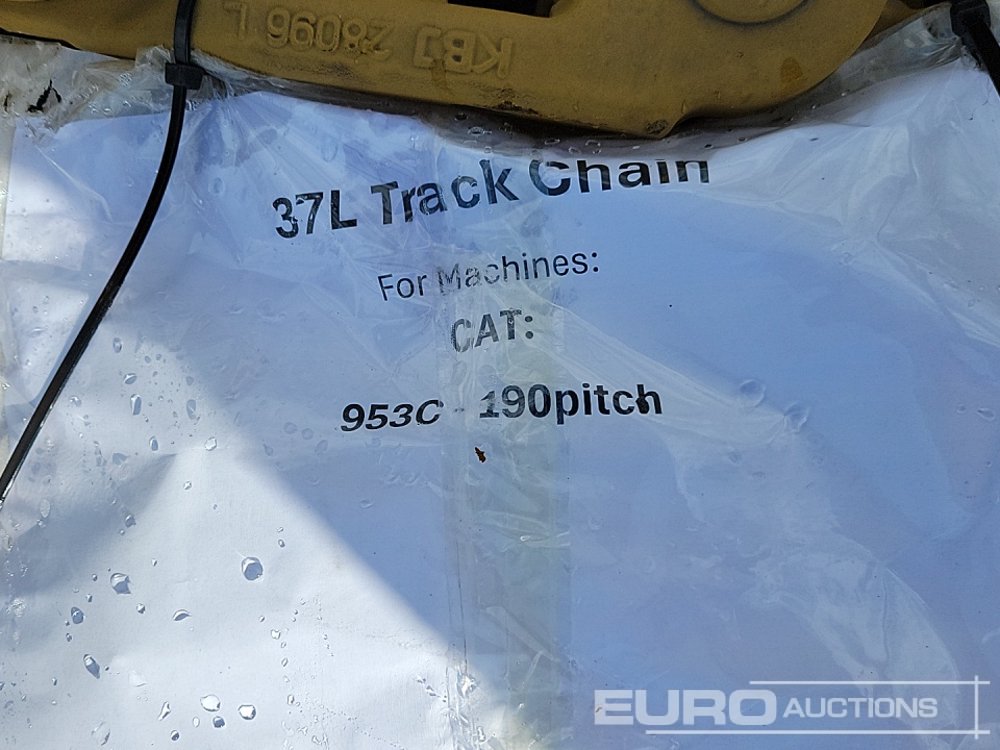 KBJ 28096 L
37L Track Chain
For Machines:
CAT:
953C - 190pitch
EURO AUCTIONS